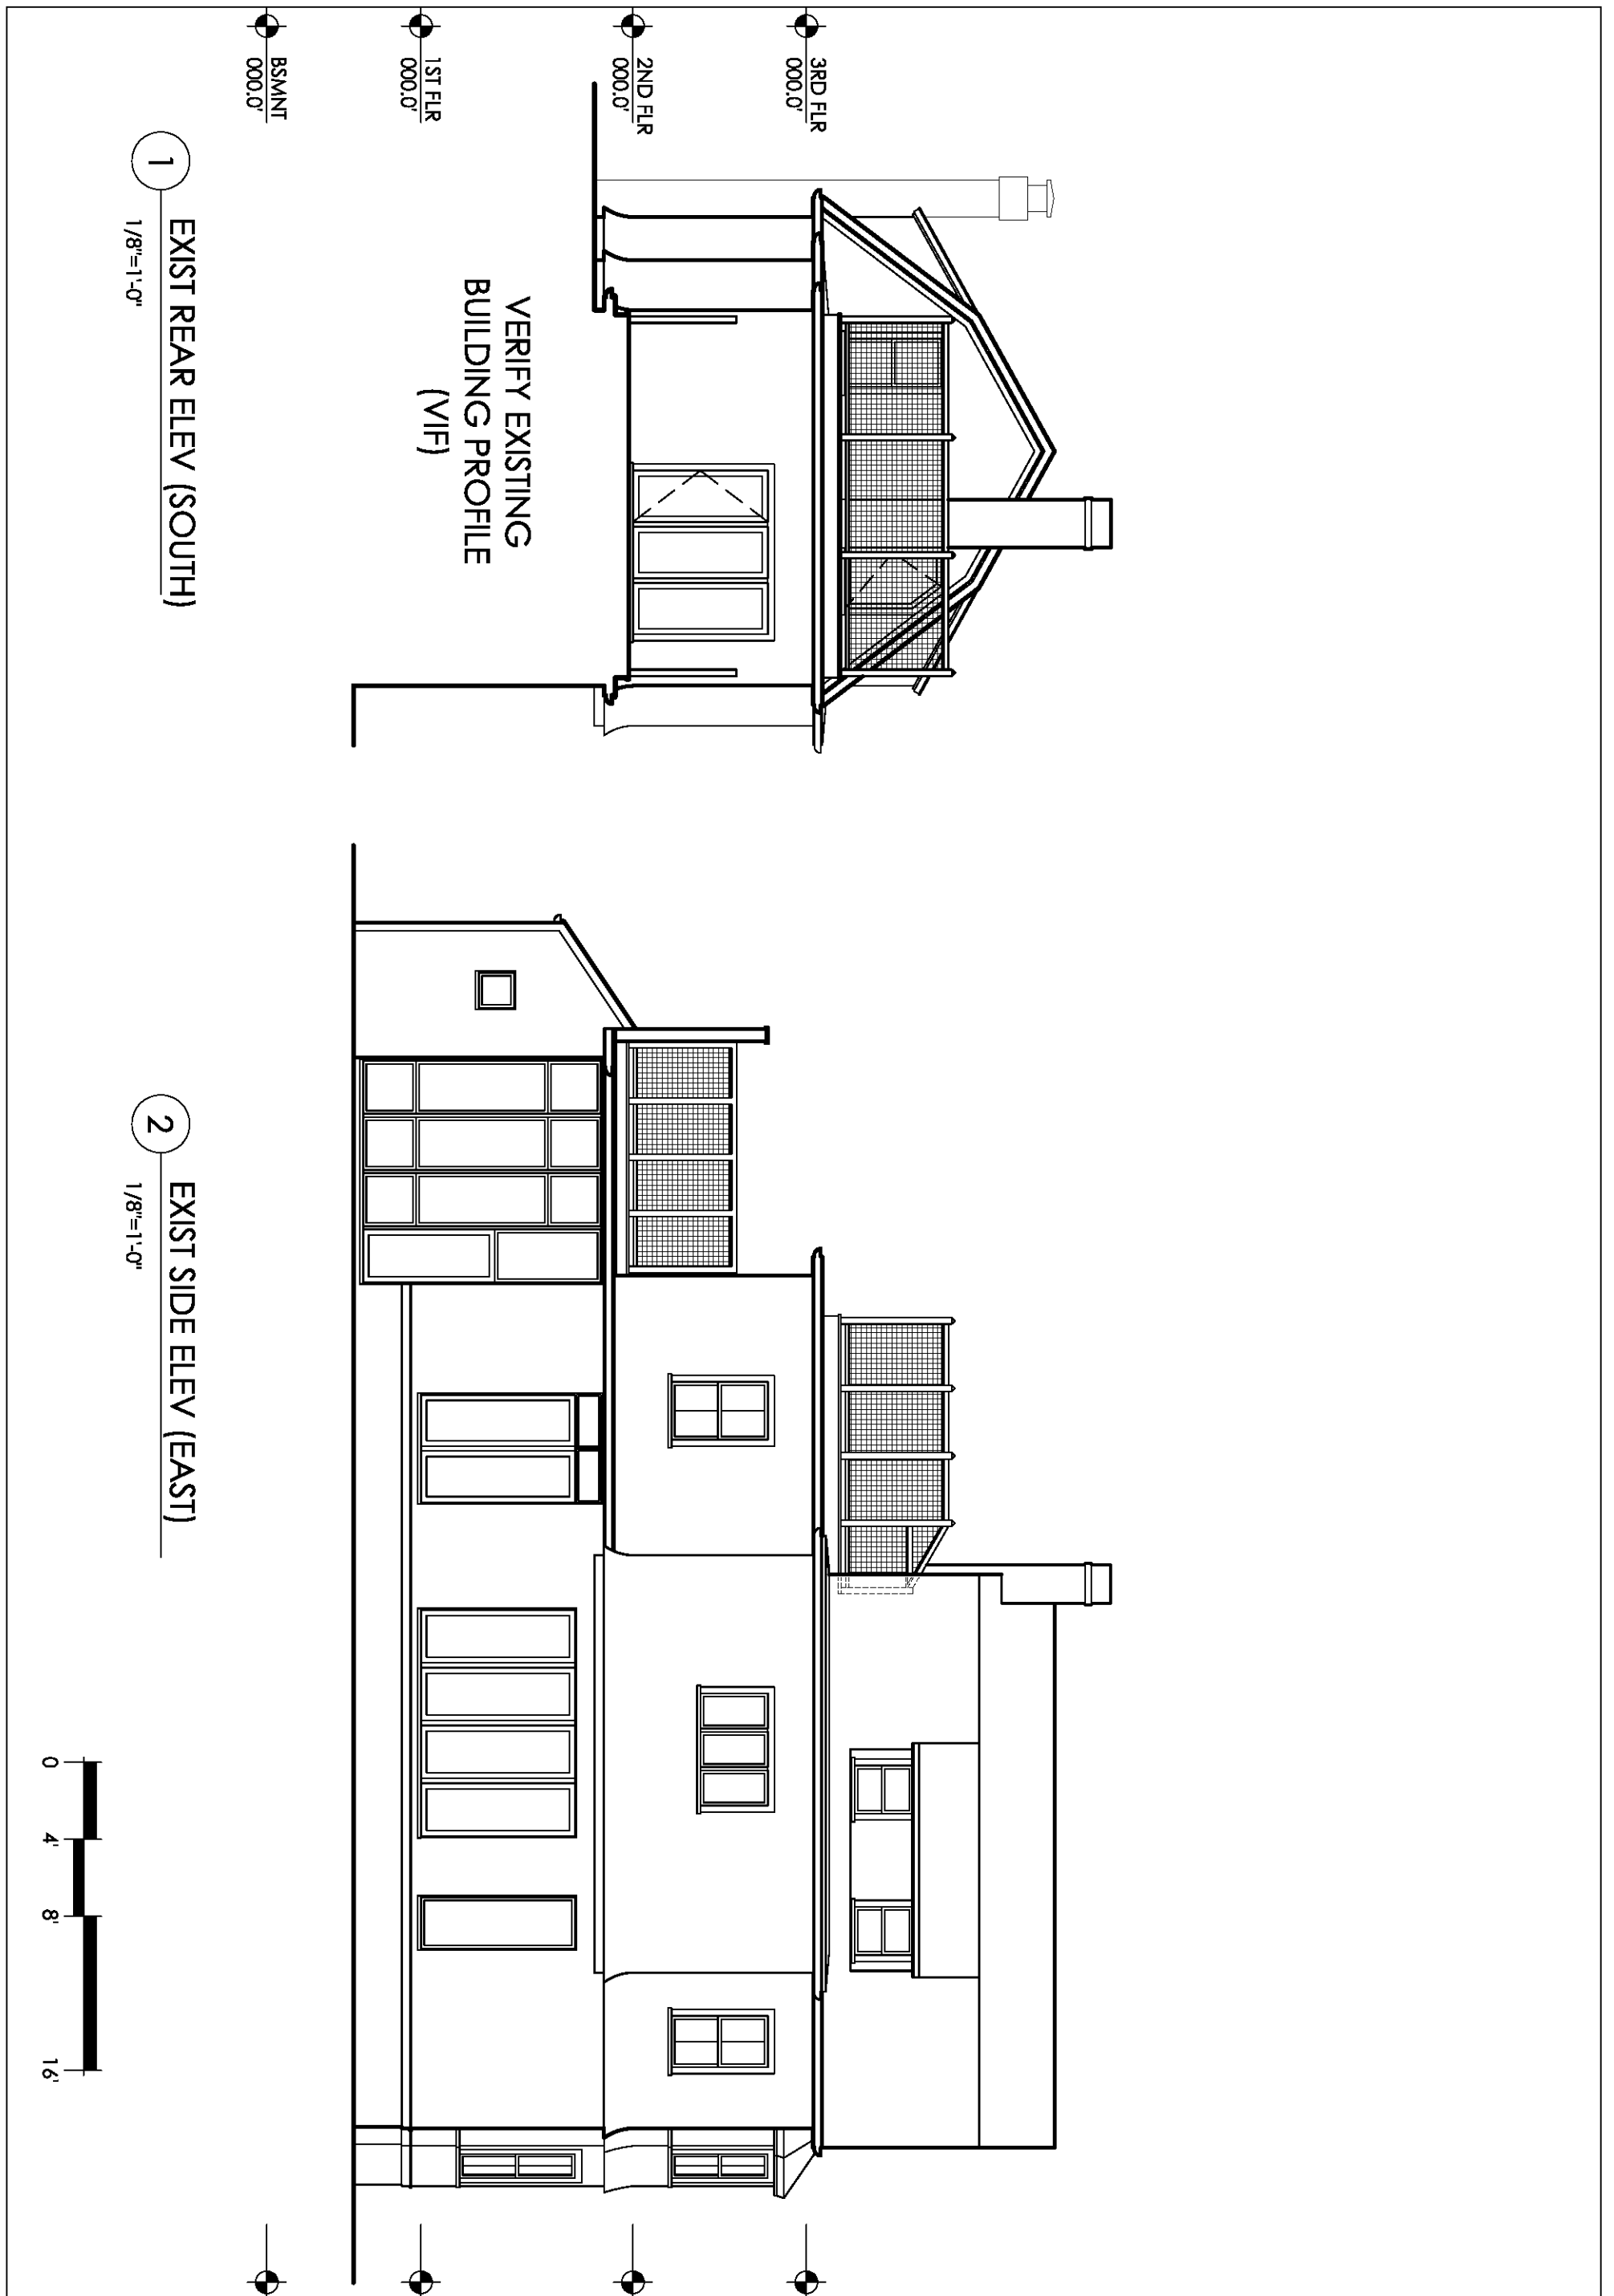 3RD FLR
000.0'
2ND FLR
000.0'
1ST FLR
000.0'
BSMNT
000.0'
VERIFY EXISTING
BUILDING PROFILE
(VIF)
1
EXIST REAR ELEV (SOUTH)
1/8"=1'-0"
2
EXIST SIDE ELEV (EAST)
1/8"=1'-0"
0 4' 8' 16'